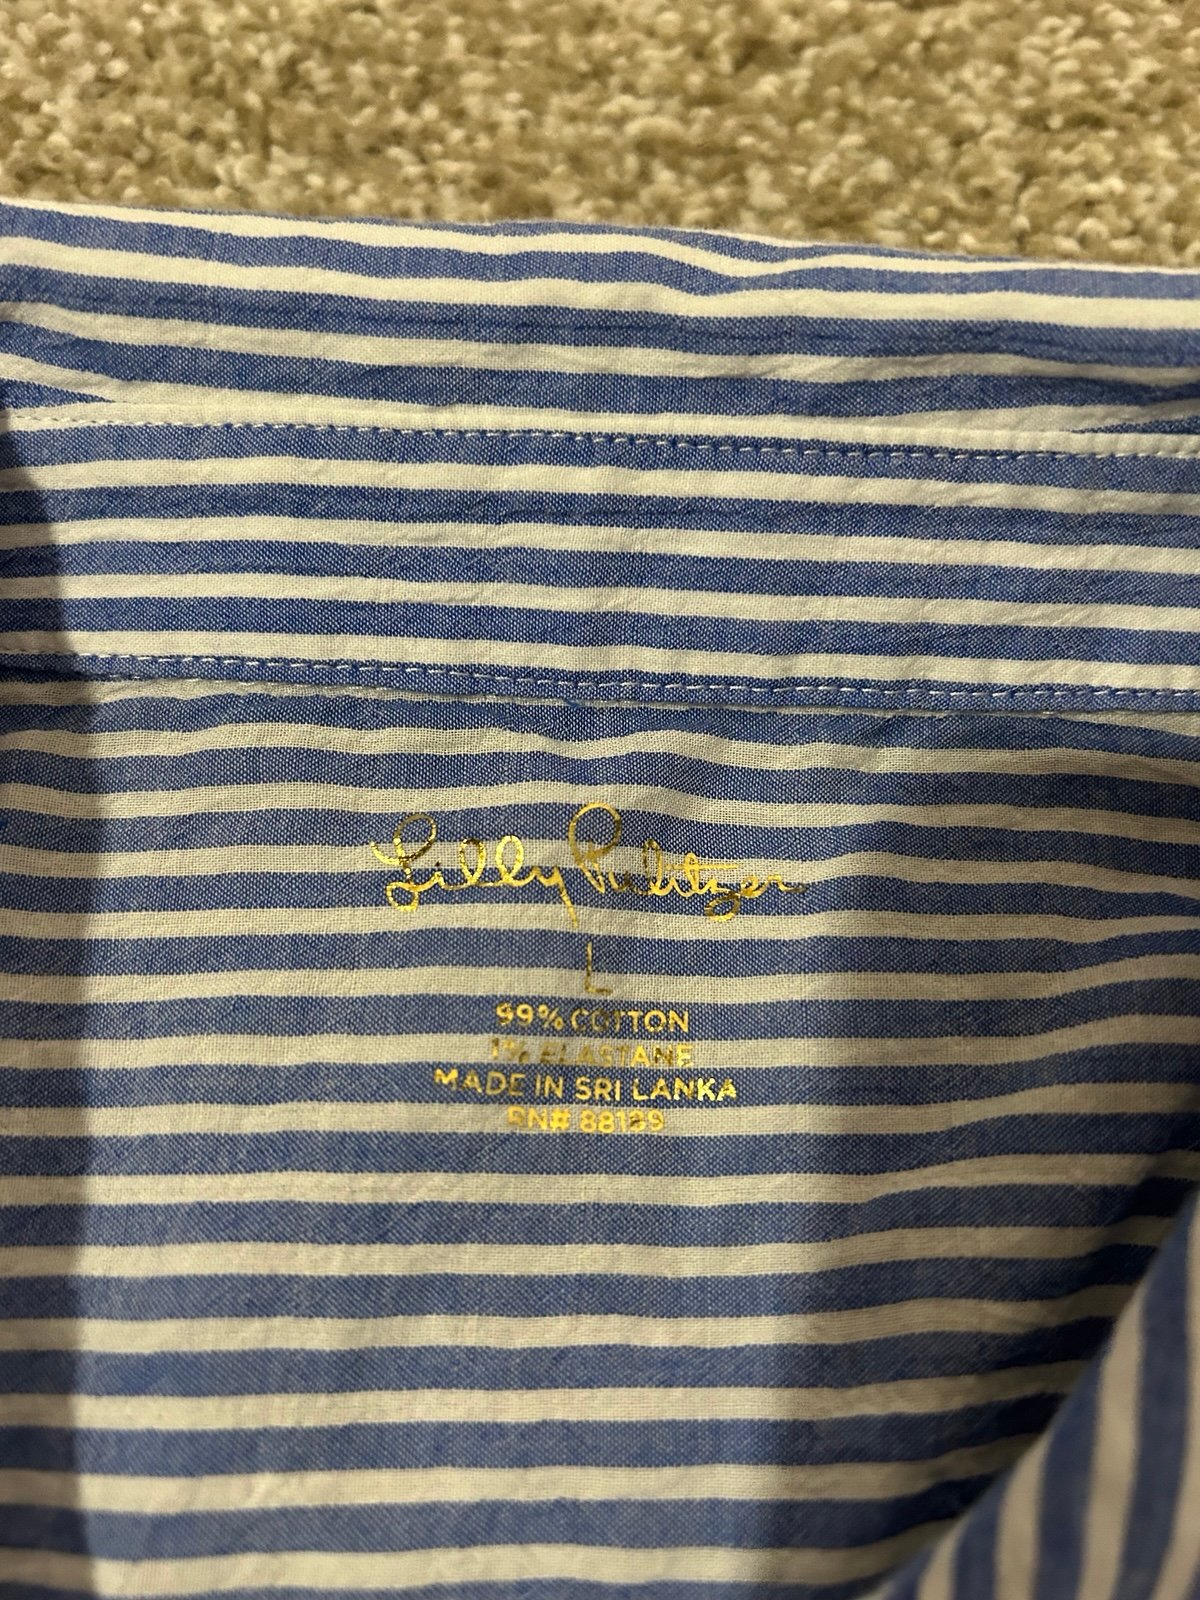 Lilly Pulitzer
L
99% COTTON
1% ELASTANE
MADE IN SRI LANKA
RN# 88189